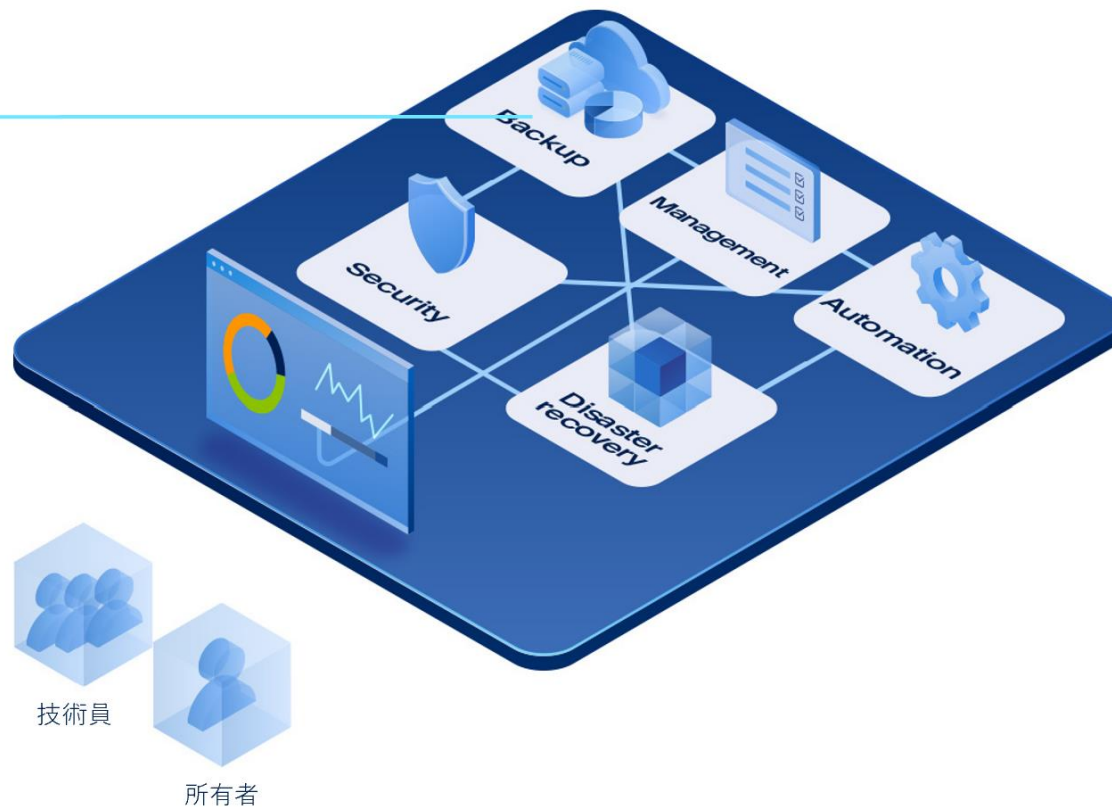 Backup
Management
Security
Automation
Disaster
recovery
技術員
所有者